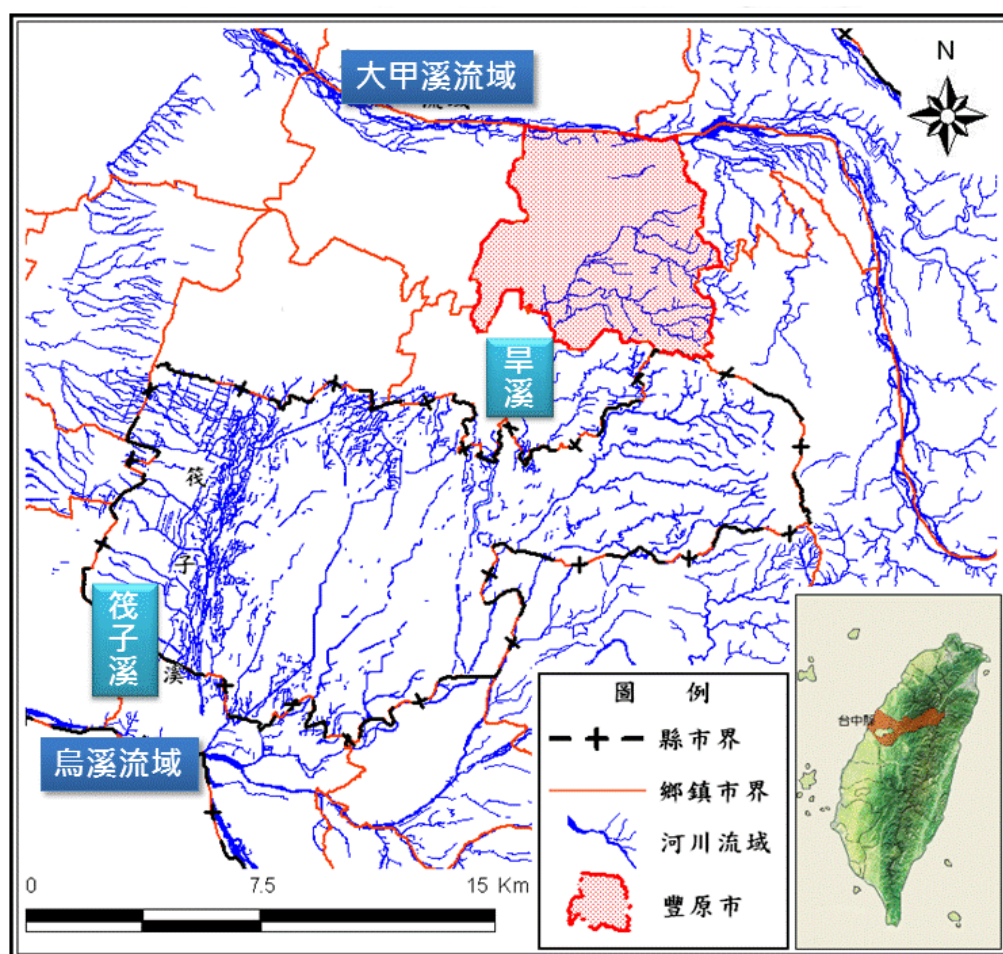 大甲溪流域
N
旱溪
筏
子
溪
筏子溪
烏溪流域
圖 例
縣市界
鄉鎮市界
河川流域
豐原市
0 7.5 15 Km
台中縣